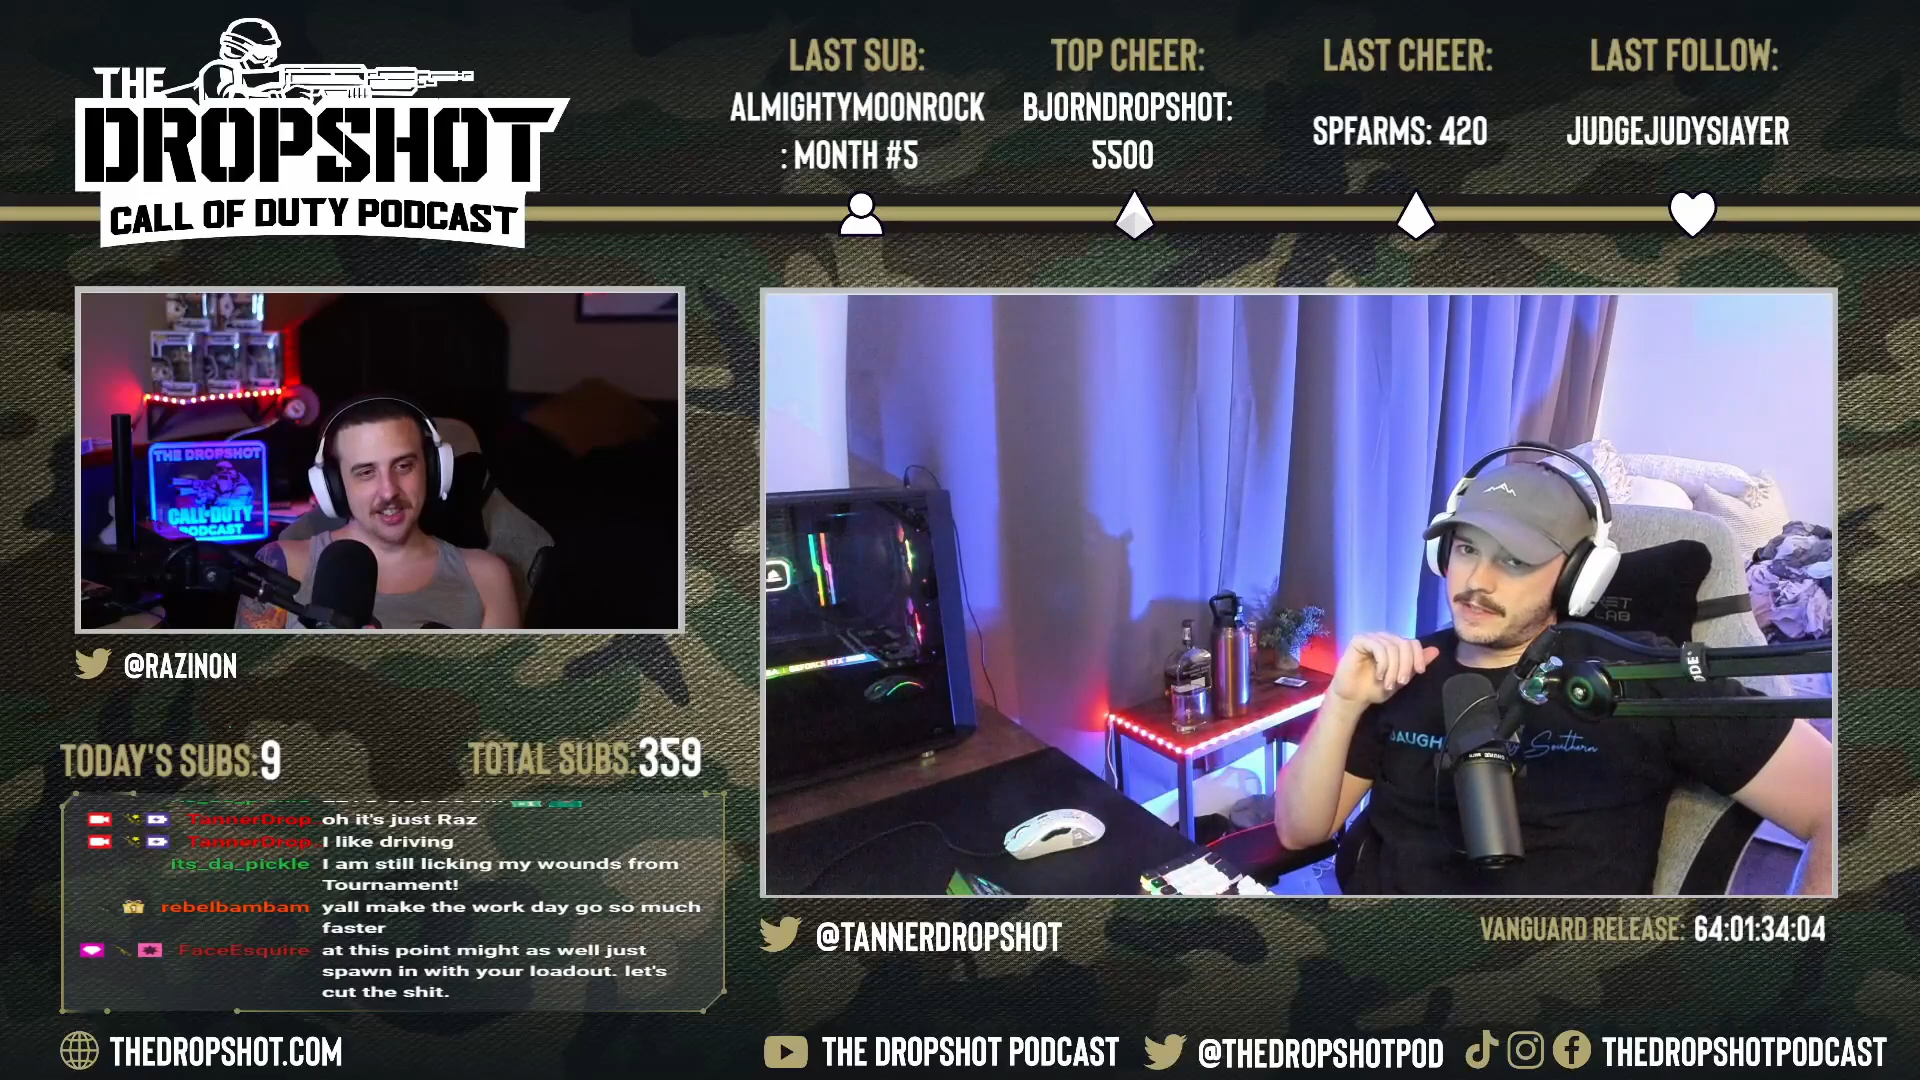 THE
DROPSHOT
CALL OF DUTY PODCAST
LAST SUB:
ALMIGHTYMOONROCK
: MONTH #5
TOP CHEER:
BJORNDROPSHOT:
5500
LAST CHEER:
SPFARMS: 420
LAST FOLLOW:
JUDGEJUDYSIAYER
THE DROPSHOT
CALL OF DUTY
PODCAST
@RAZINON
TODAY'S SUBS: 9
TOTAL SUBS: 359
TannerDrop.. oh it's just Raz
TannerDrop.. I like driving
its_da_pickle I am still licking my wounds from
Tournament!
rebelbambam yall make the work day go so much
faster
FaceEsquire at this point might as well just
spawn in with your loadout. let's
cut the shit.
GEFORCE RTX
Southern
@TANNERDROPSHOT
VANGUARD RELEASE: 64:01:34:04
THEDROPSHOT.COM
THE DROPSHOT PODCAST
@THEDROPSHOTPOD
THEDROPSHOTPODCAST